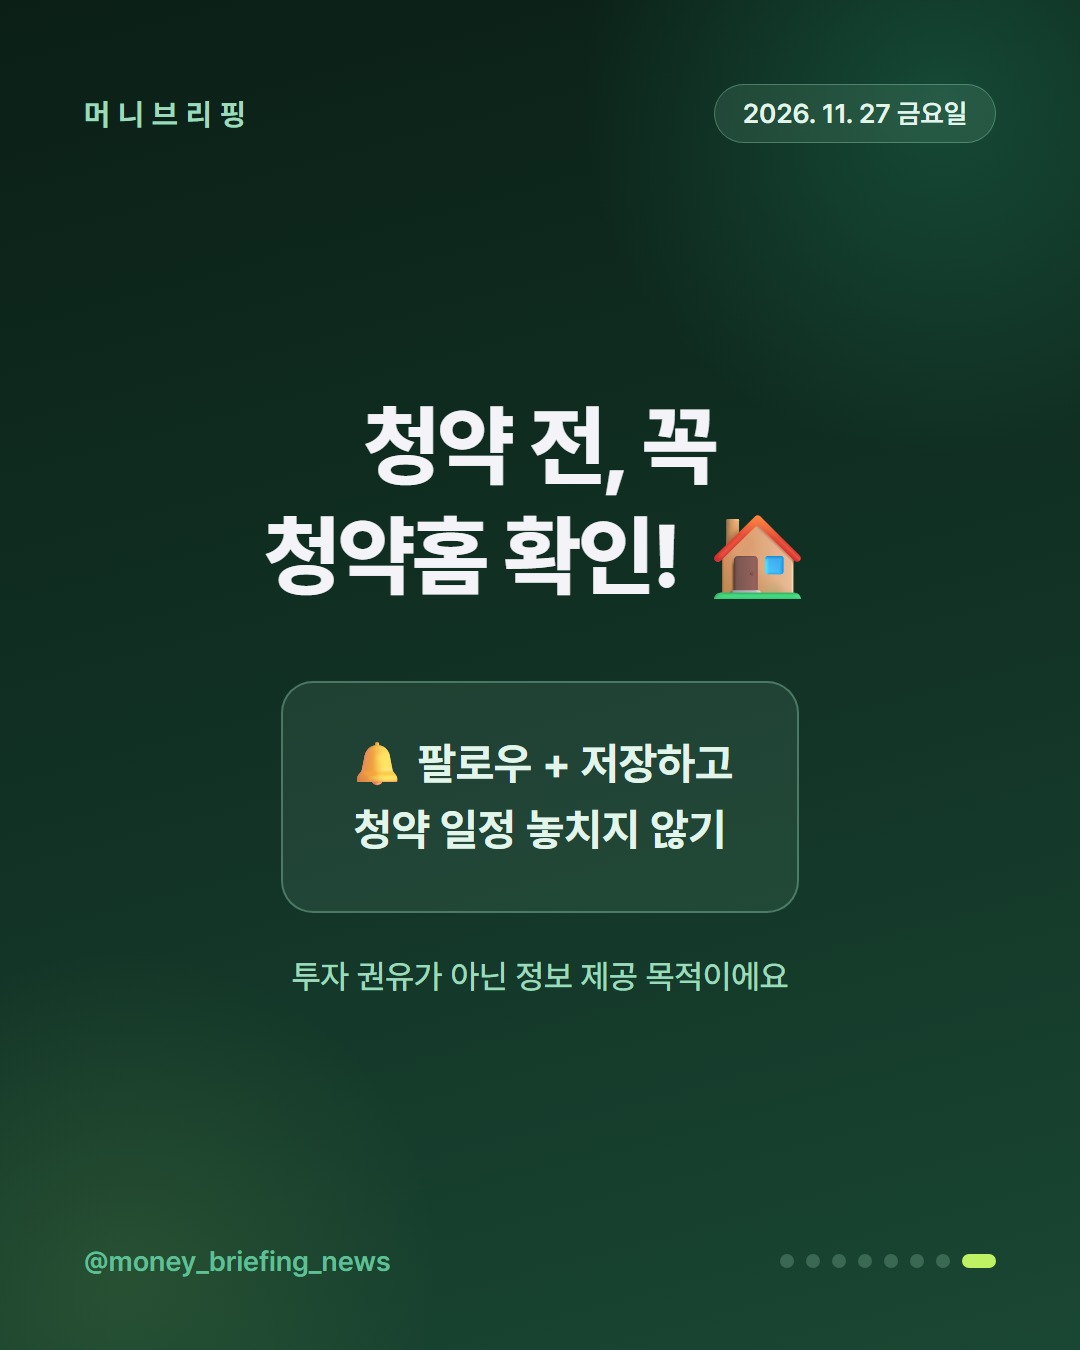 머니브리핑
2026. 11. 27 금요일
청약 전, 꼭
청약홈 확인! 🏠
🔔 팔로우 + 저장하고
청약 일정 놓치지 않기
투자 권유가 아닌 정보 제공 목적이에요
@money_briefing_news